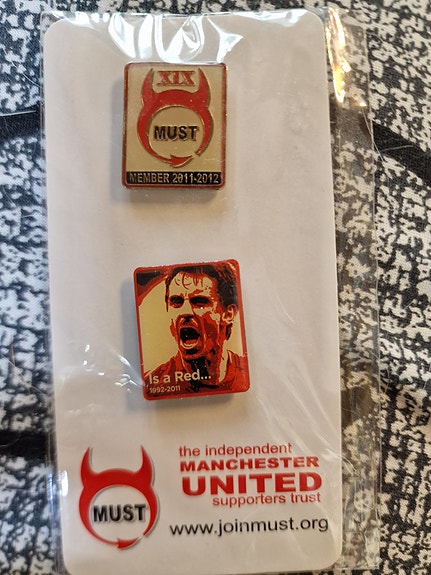 XIX
MUST
MEMBER 2011-2012
Is a Red...
1992-2011
the independent
MANCHESTER
UNITED
supporters trust
MUST
www.joinmust.org